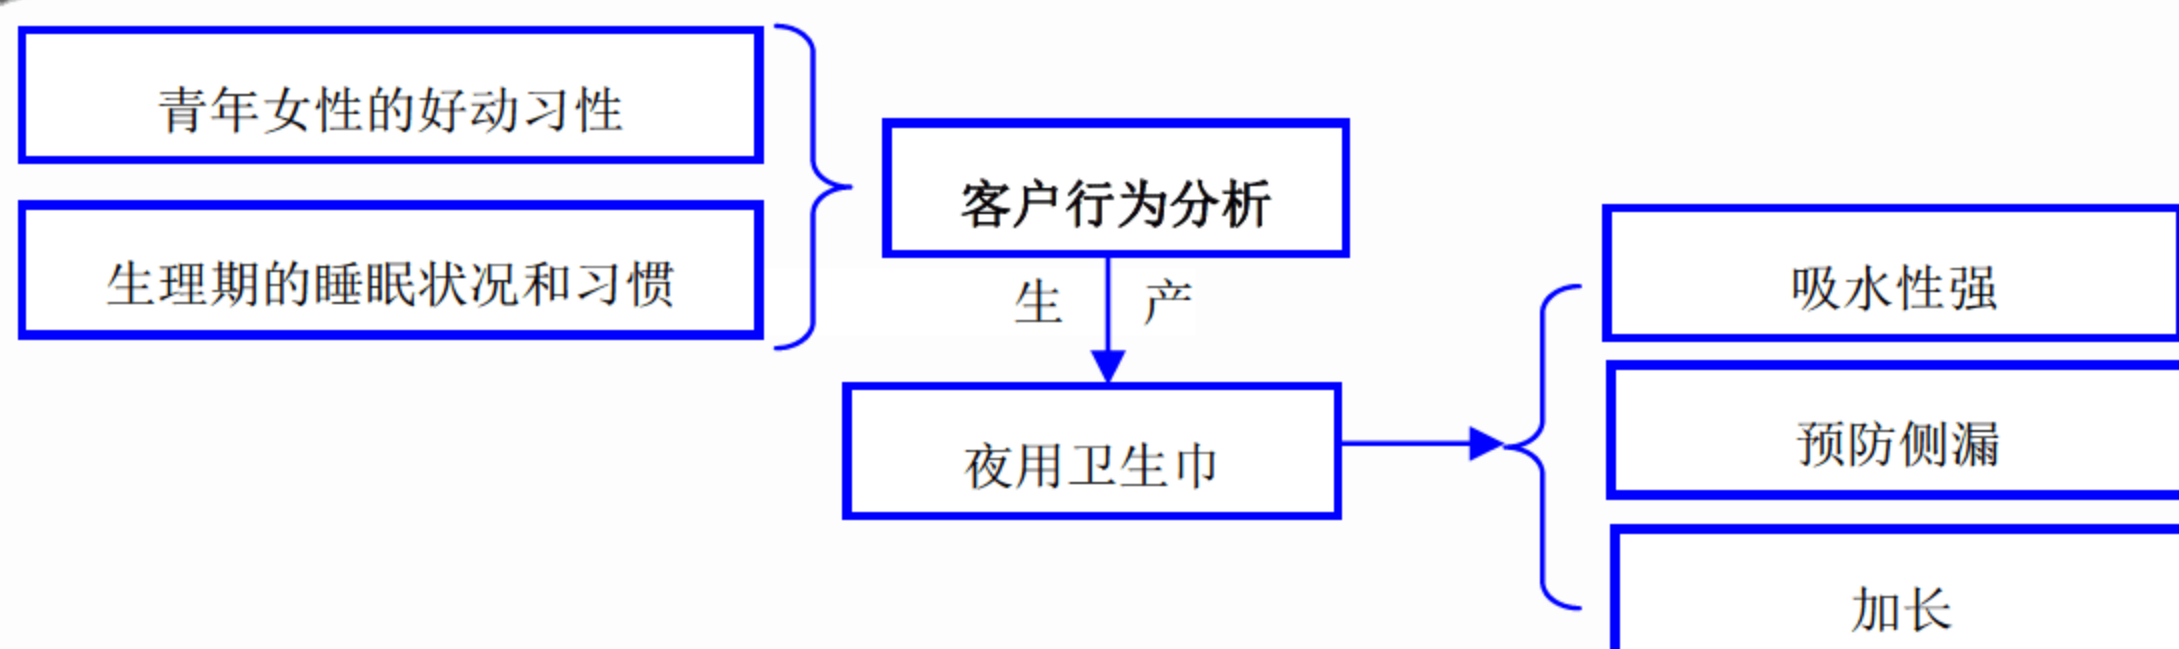 青年女性的好动习性
生理期的睡眠状况和习惯
客户行为分析
生 产
夜用卫生巾
吸水性强
预防侧漏
加长